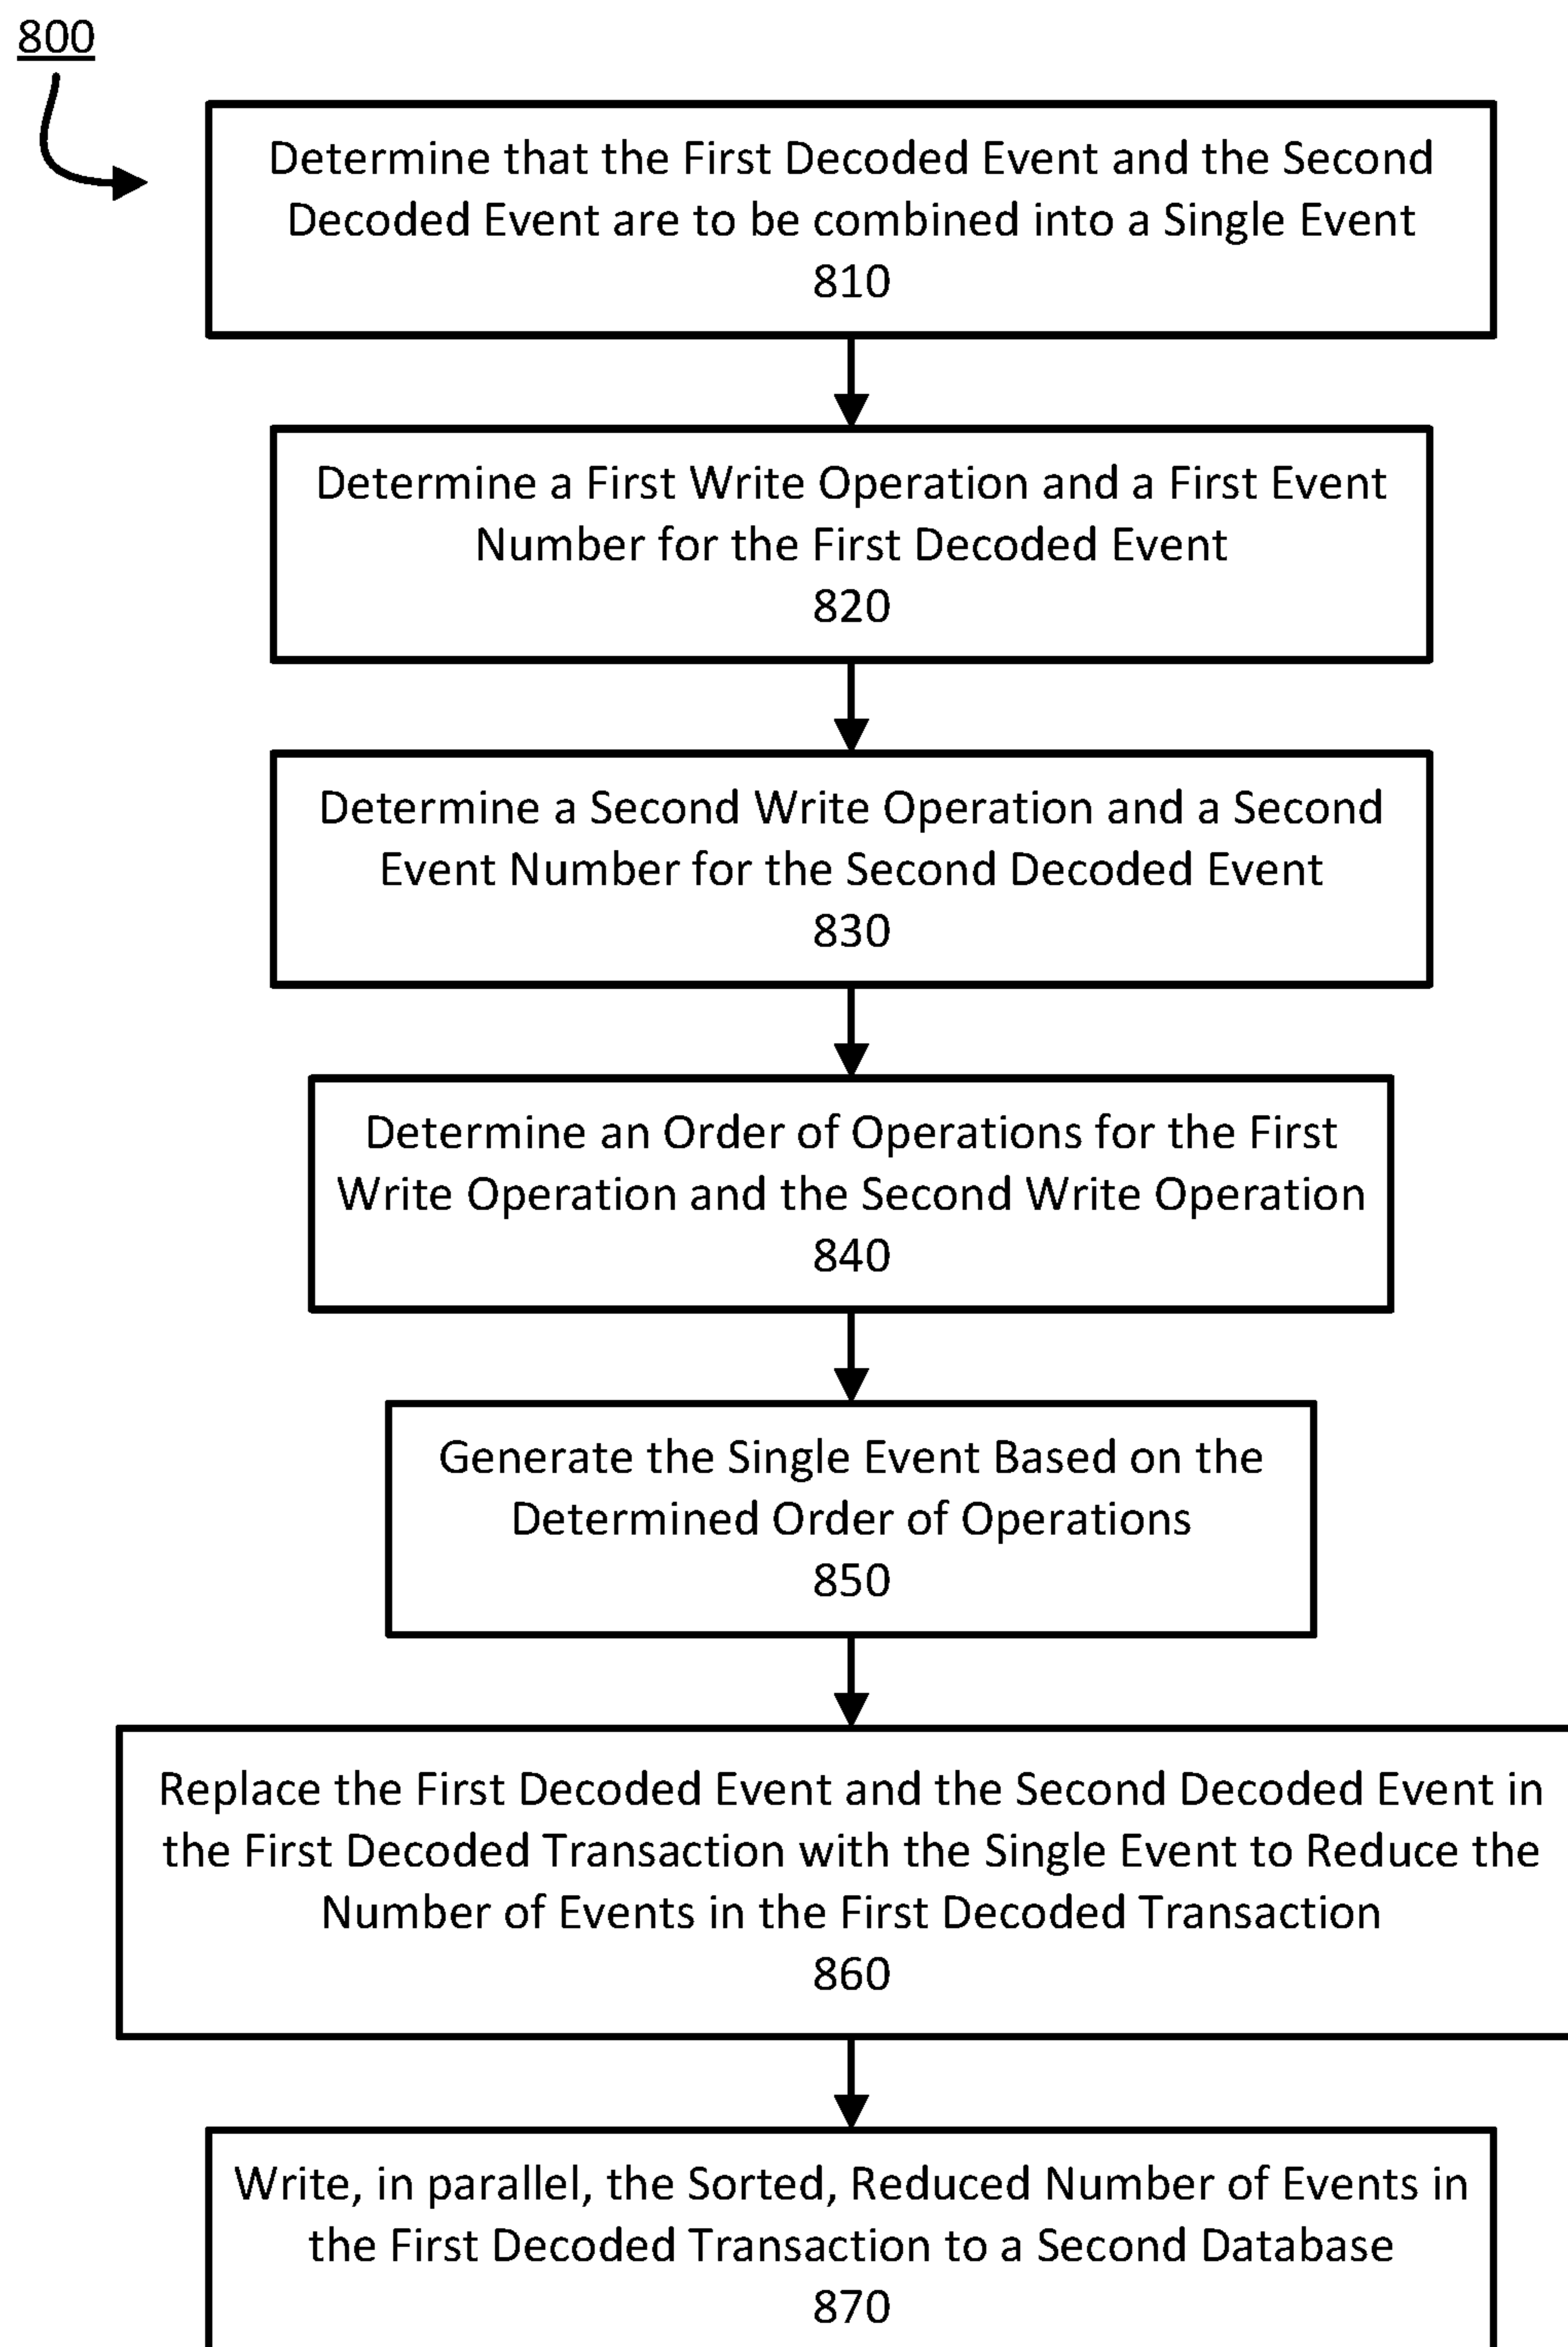 800
Determine that the First Decoded Event and the Second
Decoded Event are to be combined into a Single Event
810
Determine a First Write Operation and a First Event
Number for the First Decoded Event
820
Determine a Second Write Operation and a Second
Event Number for the Second Decoded Event
830
Determine an Order of Operations for the First
Write Operation and the Second Write Operation
840
Generate the Single Event Based on the
Determined Order of Operations
850
Replace the First Decoded Event and the Second Decoded Event in
the First Decoded Transaction with the Single Event to Reduce the
Number of Events in the First Decoded Transaction
860
Write, in parallel, the Sorted, Reduced Number of Events in
the First Decoded Transaction to a Second Database
870